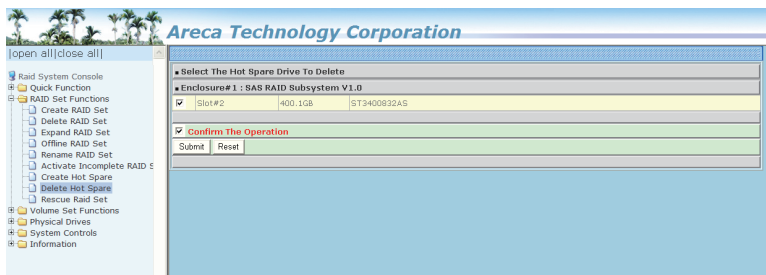 Areca Technology Corporation
|open all|close all|
Raid System Console
Quick Function
RAID Set Functions
Create RAID Set
Delete RAID Set
Expand RAID Set
Offline RAID Set
Rename RAID Set
Activate Incomplete RAID S
Create Hot Spare
Delete Hot Spare
Rescue Raid Set
Volume Set Functions
Physical Drives
System Controls
Information
Select The Hot Spare Drive To Delete
Enclosure#1 : SAS RAID Subsystem V1.0
Slot#2 400.1GB ST3400832AS
Confirm The Operation
Submit Reset